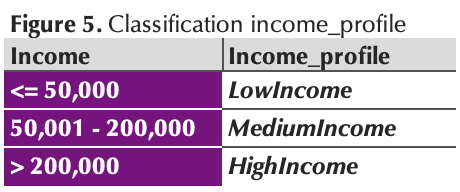 Figure 5. Classification income_profile
Income Income_profile
<= 50,000 LowIncome
50,001 - 200,000 MediumIncome
> 200,000 HighIncome